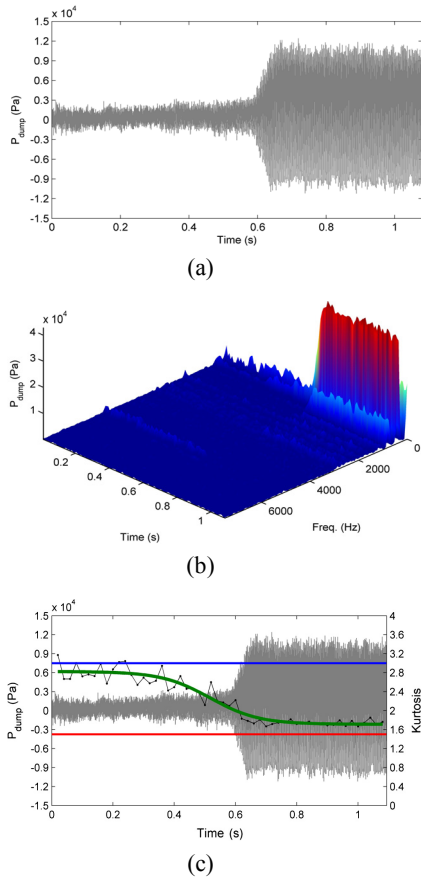 x 10^4
1.5
1.2
0.9
0.6
0.3
0
-0.3
-0.6
-0.9
-1.2
-1.5
P_dump (Pa)
0 0.2 0.4 0.6 0.8 1
Time (s)
(a)
x 10^4
4
3
2
1
P_dump (Pa)
0.2 0.4 0.6 0.8 1
Time (s)
6000 4000 2000 0
Freq. (Hz)
(b)
x 10^4
1.5
1.2
0.9
0.6
0.3
0
-0.3
-0.6
-0.9
-1.2
-1.5
P_dump (Pa)
4
3.6
3.2
2.8
2.4
2
1.6
1.2
0.8
0.4
0
Kurtosis
0 0.2 0.4 0.6 0.8 1
Time (s)
(c)